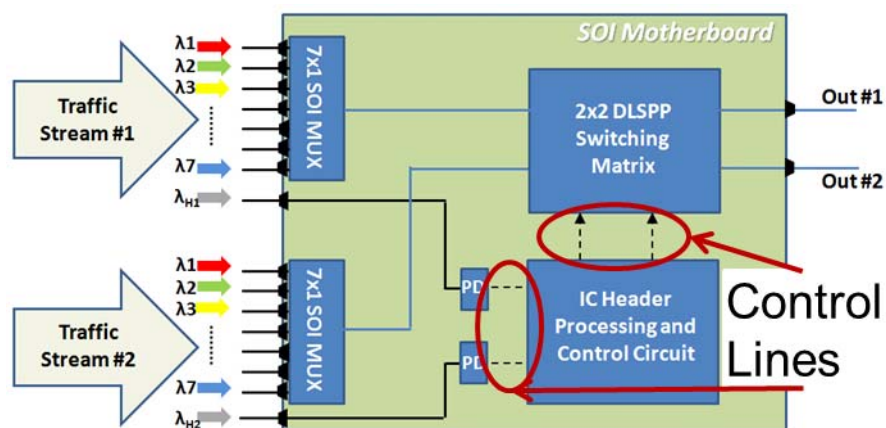 SOI Motherboard
λ1
λ2
λ3
λ7
λH1
Traffic
Stream #1
7x1 SOI MUX
2x2 DLSPP
Switching
Matrix
Out #1
Out #2
λ1
λ2
λ3
λ7
λH2
Traffic
Stream #2
7x1 SOI MUX
PD
PD
IC Header
Processing and
Control Circuit
Control
Lines